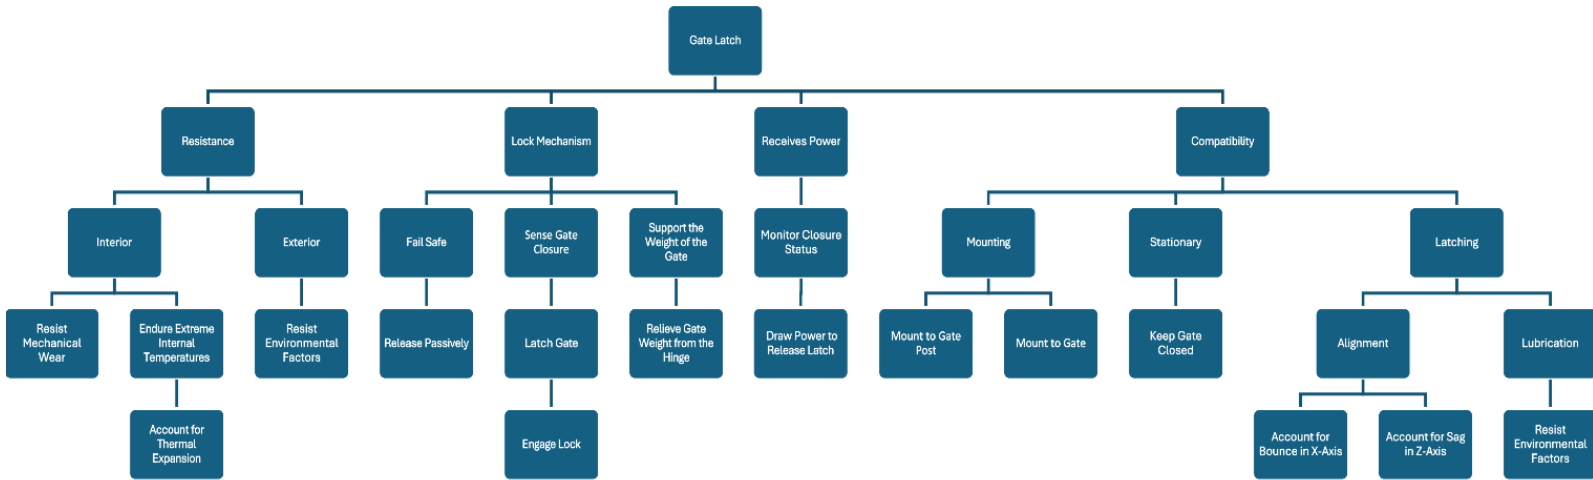 Gate Latch
Resistance
Lock Mechanism
Receives Power
Compatibility
Interior
Exterior
Fail Safe
Sense Gate
Closure
Support the
Weight of the
Gate
Monitor Closure
Status
Mounting
Stationary
Latching
Resist
Mechanical
Wear
Endure Extreme
Internal
Temperatures
Resist
Environmental
Factors
Release Passively
Latch Gate
Relieve Gate
Weight from the
Hinge
Draw Power to
Release Latch
Mount to Gate
Post
Mount to Gate
Keep Gate
Closed
Alignment
Lubrication
Account for
Thermal
Expansion
Engage Lock
Account for
Bounce in X-Axis
Account for Sag
in Z-Axis
Resist
Environmental
Factors